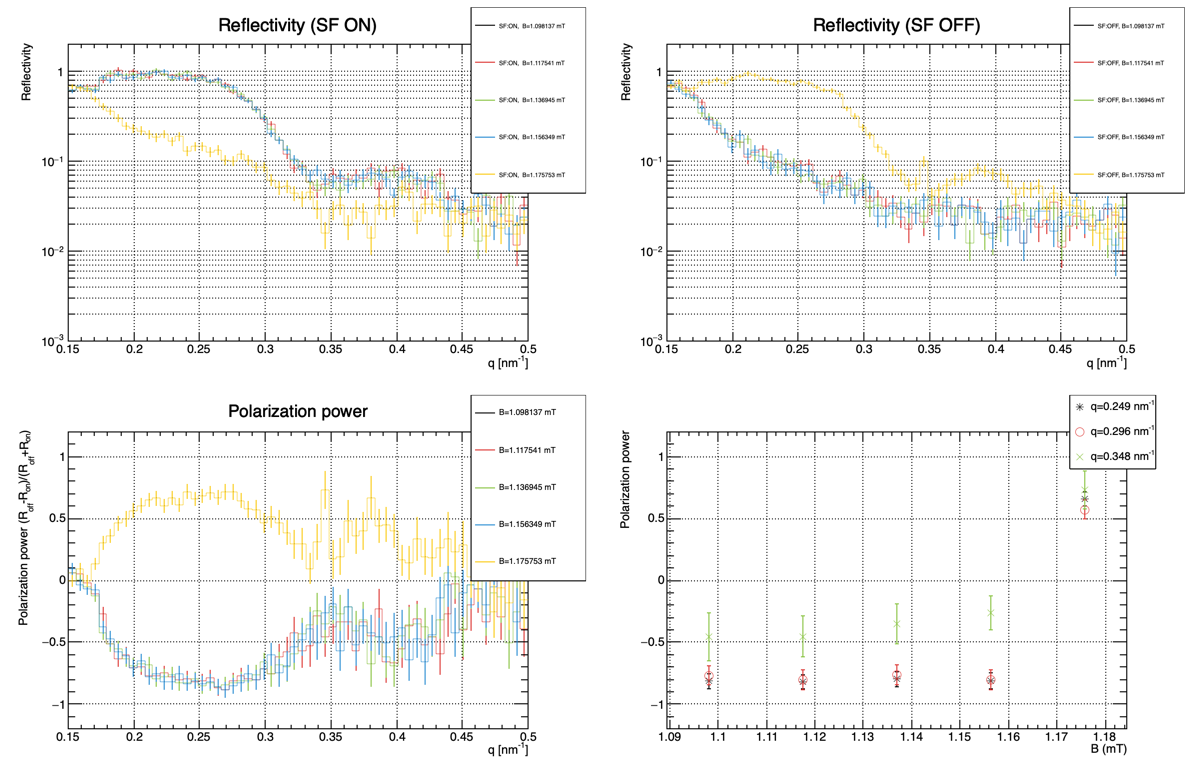 Reflectivity (SF ON)
Reflectivity
SF:ON, B=1.098137 mT
SF:ON, B=1.117541 mT
SF:ON, B=1.136945 mT
SF:ON, B=1.156349 mT
SF:ON, B=1.175753 mT
1
10⁻¹
10⁻²
10⁻³
0.15 0.2 0.25 0.3 0.35 0.4 0.45 0.5
q [nm⁻¹]
Reflectivity (SF OFF)
Reflectivity
SF:OFF, B=1.098137 mT
SF:OFF, B=1.117541 mT
SF:OFF, B=1.136945 mT
SF:OFF, B=1.156349 mT
SF:OFF, B=1.175753 mT
1
10⁻¹
10⁻²
10⁻³
0.15 0.2 0.25 0.3 0.35 0.4 0.45 0.5
q [nm⁻¹]
Polarization power
Polarization power (R_off -R_on)/(R_off+R_on)
B=1.098137 mT
B=1.117541 mT
B=1.136945 mT
B=1.156349 mT
B=1.175753 mT
1
0.5
0
−0.5
−1
0.15 0.2 0.25 0.3 0.35 0.4 0.45 0.5
q [nm⁻¹]
Polarization power
q=0.249 nm⁻¹
q=0.296 nm⁻¹
q=0.348 nm⁻¹
1
0.5
0
−0.5
−1
1.09 1.1 1.11 1.12 1.13 1.14 1.15 1.16 1.17 1.18
B (mT)